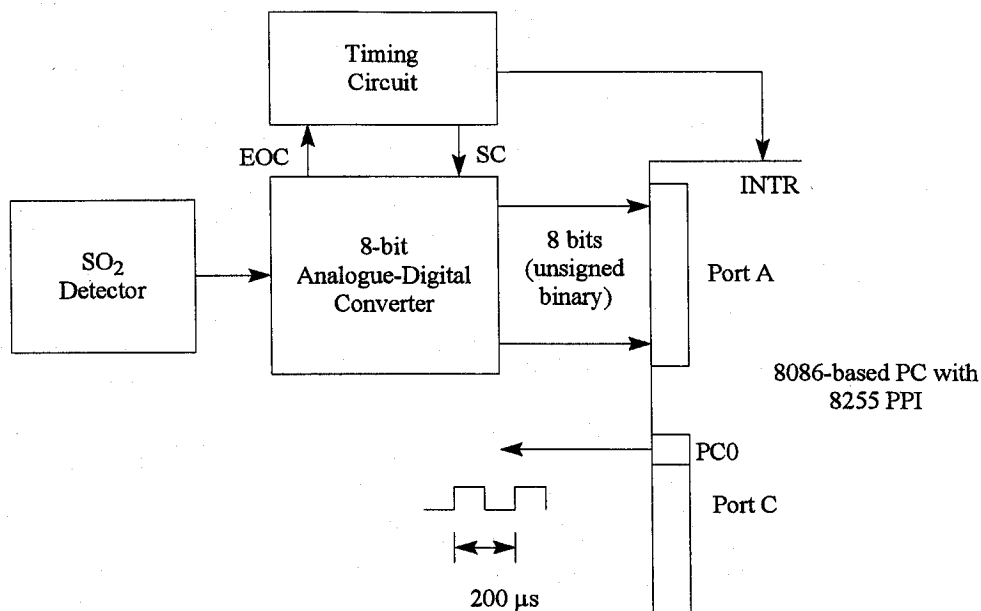 Timing
Circuit
EOC
SC
INTR
SO2
Detector
8-bit
Analogue-Digital
Converter
8 bits
(unsigned
binary)
Port A
8086-based PC with
8255 PPI
PC0
Port C
200 µs